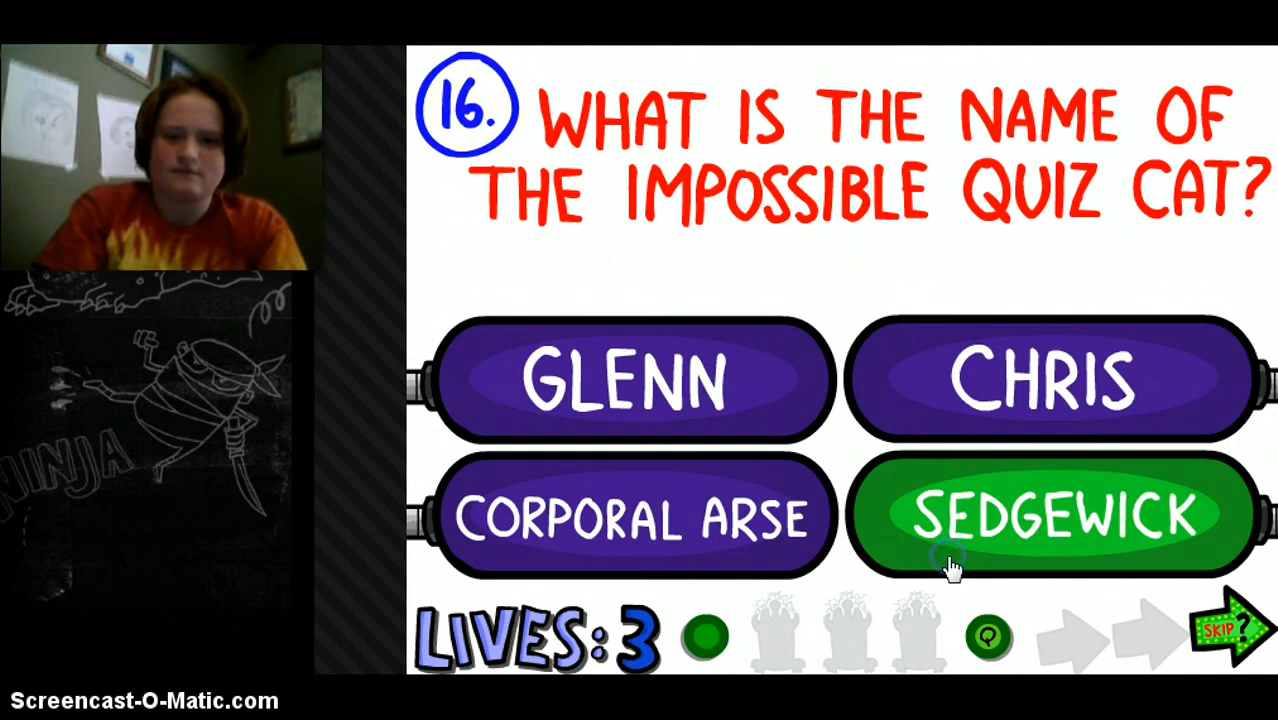 16. WHAT IS THE NAME OF
THE IMPOSSIBLE QUIZ CAT?
GLENN
CHRIS
CORPORAL ARSE
SEDGEWICK
NINJA
LIVES: 3
Q
SKIP?
Screencast-O-Matic.com